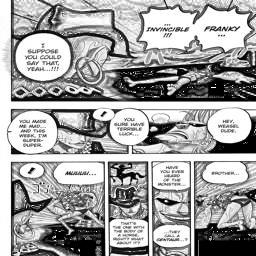 ...
INVINCIBLE
!!!
FRANKY
...
I
SUPPOSE
YOU COULD
SAY THAT,
YEAH...!!!
HEY,
WEASEL
DUDE.
!
YOU
SURE HAVE
TERRIBLE
LUCK...
YOU MADE
ME MAD...
AND THIS
WEEK, I'M
SUPER-
DUPER.
BROTHER...
HAVE
YOU EVER
HEARD
OF THE
MONSTER...
...THEY
CALL A
CENTAUR...?
THAT'S
THE ONE WITH
THE BODY OF
A HORSE,
RIGHT? WHAT
ABOUT IT?
MUUUU...
!